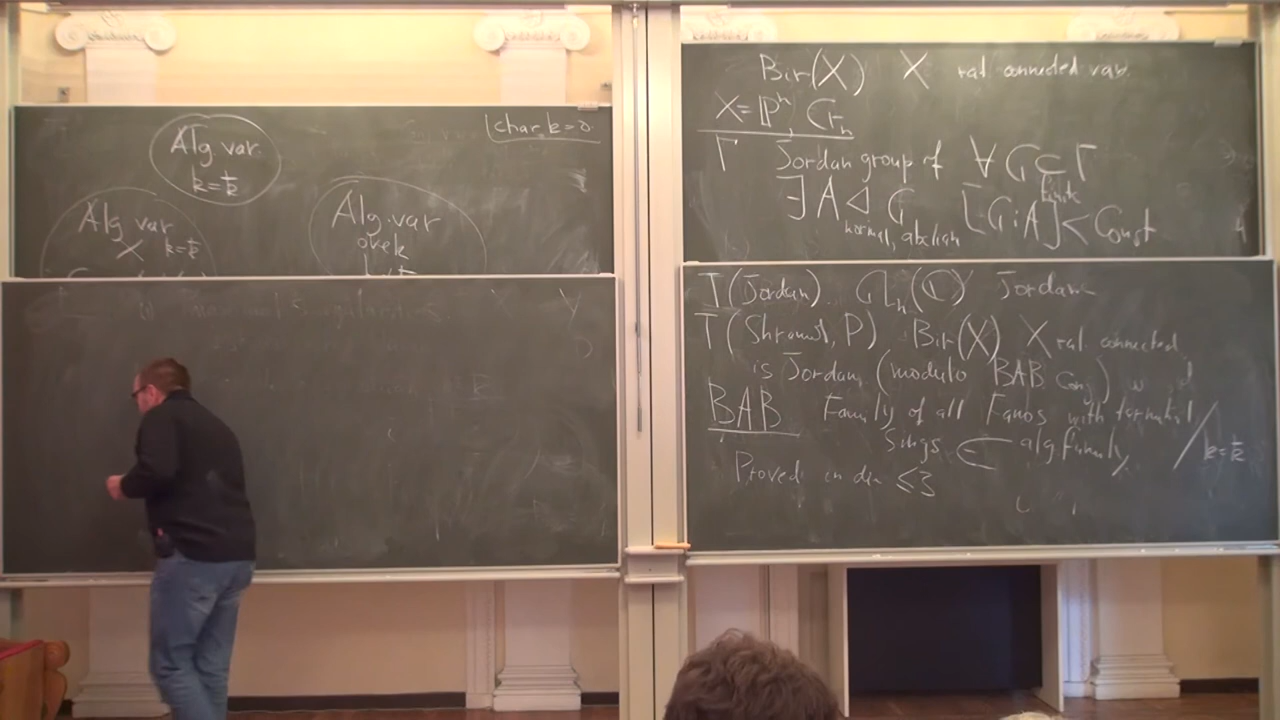 char k=0.
Alg.var.
k=k̄
Alg var
X k=k̄
Alg.var
over k
Bir(X) X rat. connected var.
X=ℙⁿ, Crₙ
Γ Jordan group if ∀ G⊂Γ
finite
∃ A ⊲ G [G:A] < Const
normal, abelian
T(Jordan). GLₙ(ℂ) Jordan
T(Shramov, P) Bir(X) X rat. connected
is Jordan (modulo BAB Conj)
BAB Family of all Fanos with terminal
sings ∈ alg family / k=k̄
Proved in dim ≤3